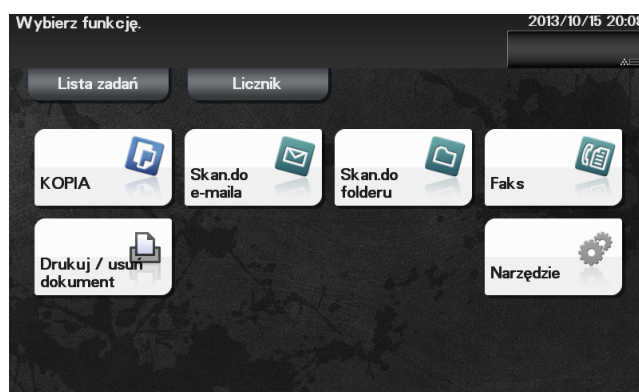 Wybierz funkcję.
2013/10/15 20:08
Lista zadań
Licznik
KOPIA
Skan.do
e-maila
Skan.do
folderu
Faks
Drukuj / usuń
dokument
Narzędzie